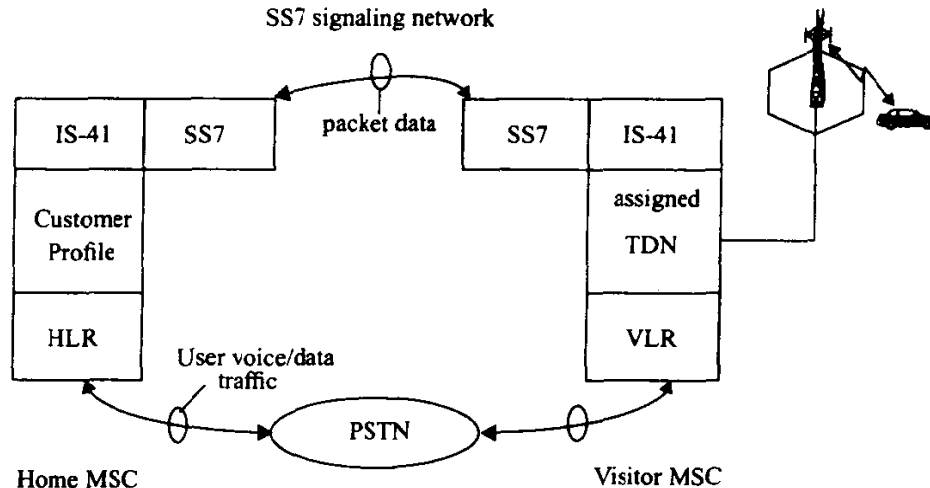 SS7 signaling network
packet data
IS-41
SS7
SS7
IS-41
Customer
Profile
assigned
TDN
HLR
VLR
User voice/data
traffic
PSTN
Home MSC
Visitor MSC